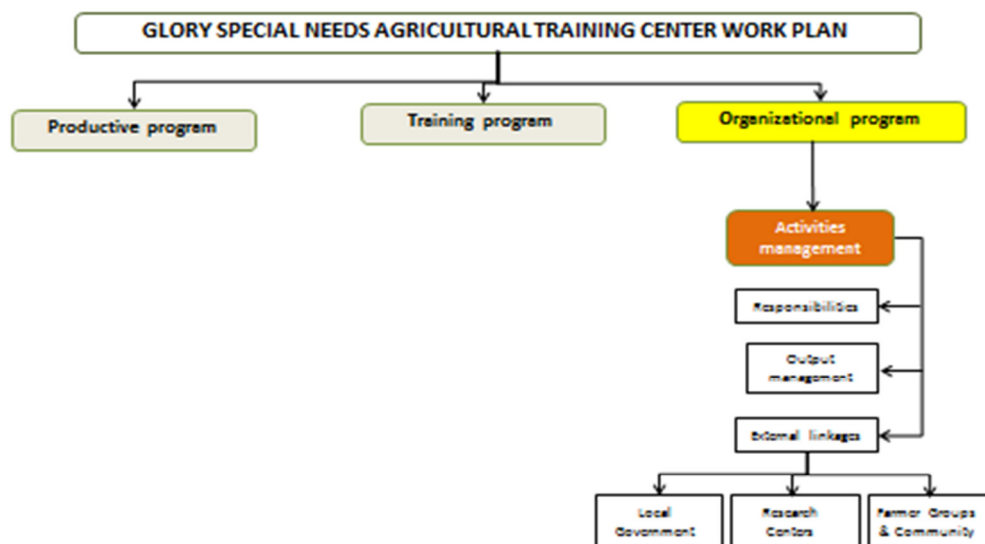 GLORY SPECIAL NEEDS AGRICULTURAL TRAINING CENTER WORK PLAN
Productive program
Training program
Organizational program
Activities
management
Responsibilities
Output
management
External linkages
Local
Government
Research
Centers
Farmer Groups
& Community